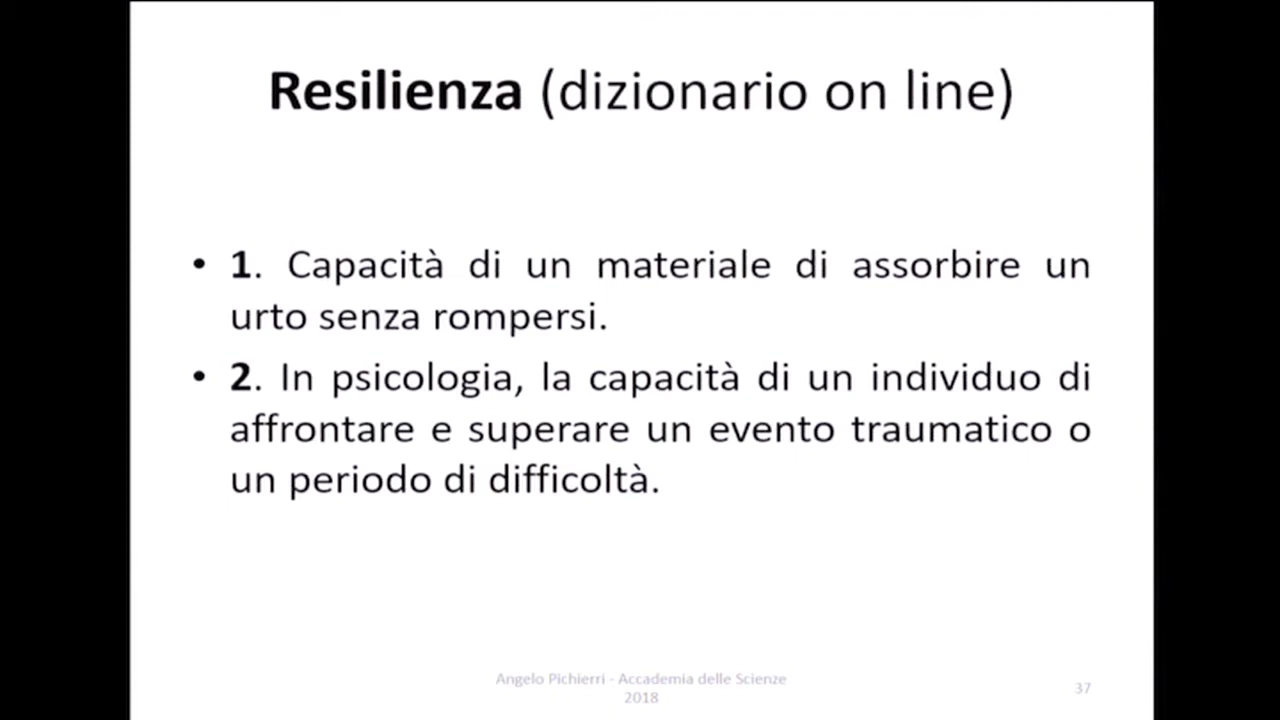 Resilienza (dizionario on line)
• 1. Capacità di un materiale di assorbire un
urto senza rompersi.
• 2. In psicologia, la capacità di un individuo di
affrontare e superare un evento traumatico o
un periodo di difficoltà.
Angelo Pichierri - Accademia delle Scienze
2018
37